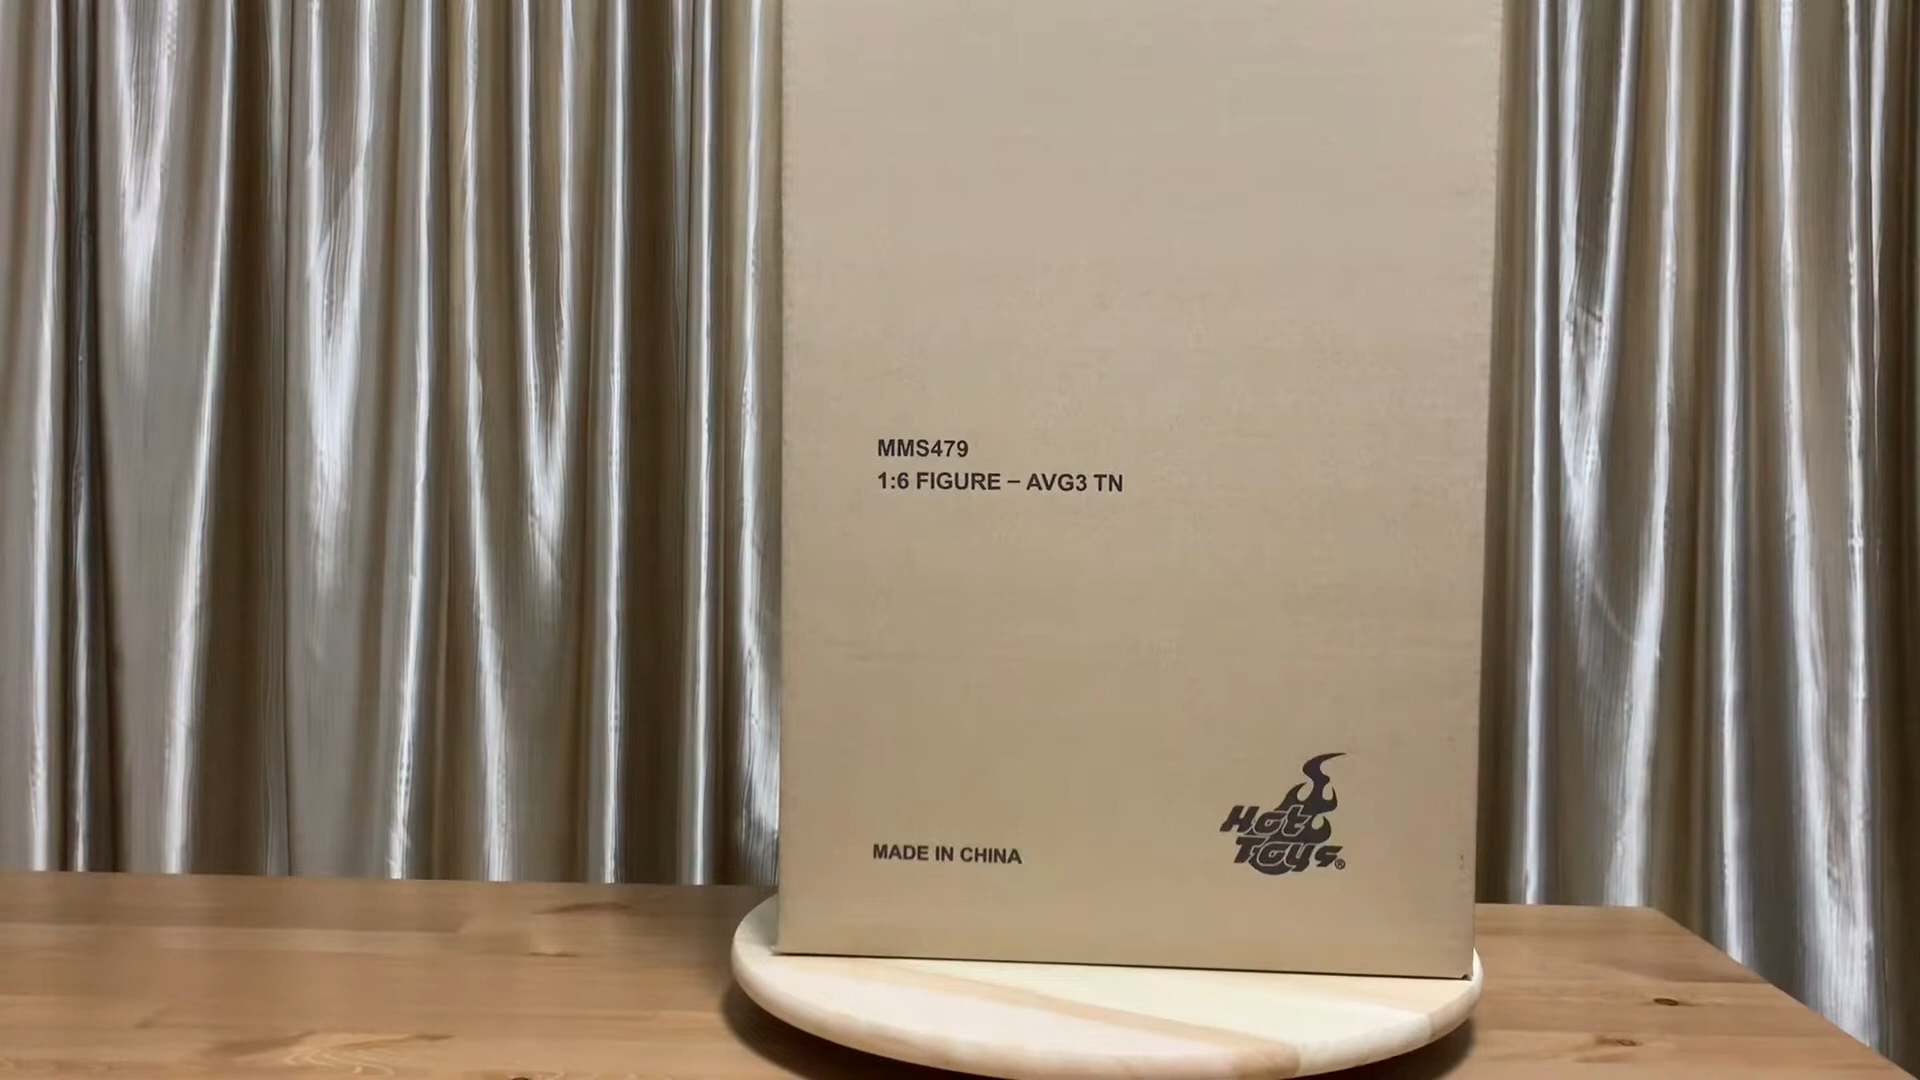 MMS479
1:6 FIGURE – AVG3 TN
MADE IN CHINA
Hot
Toys®